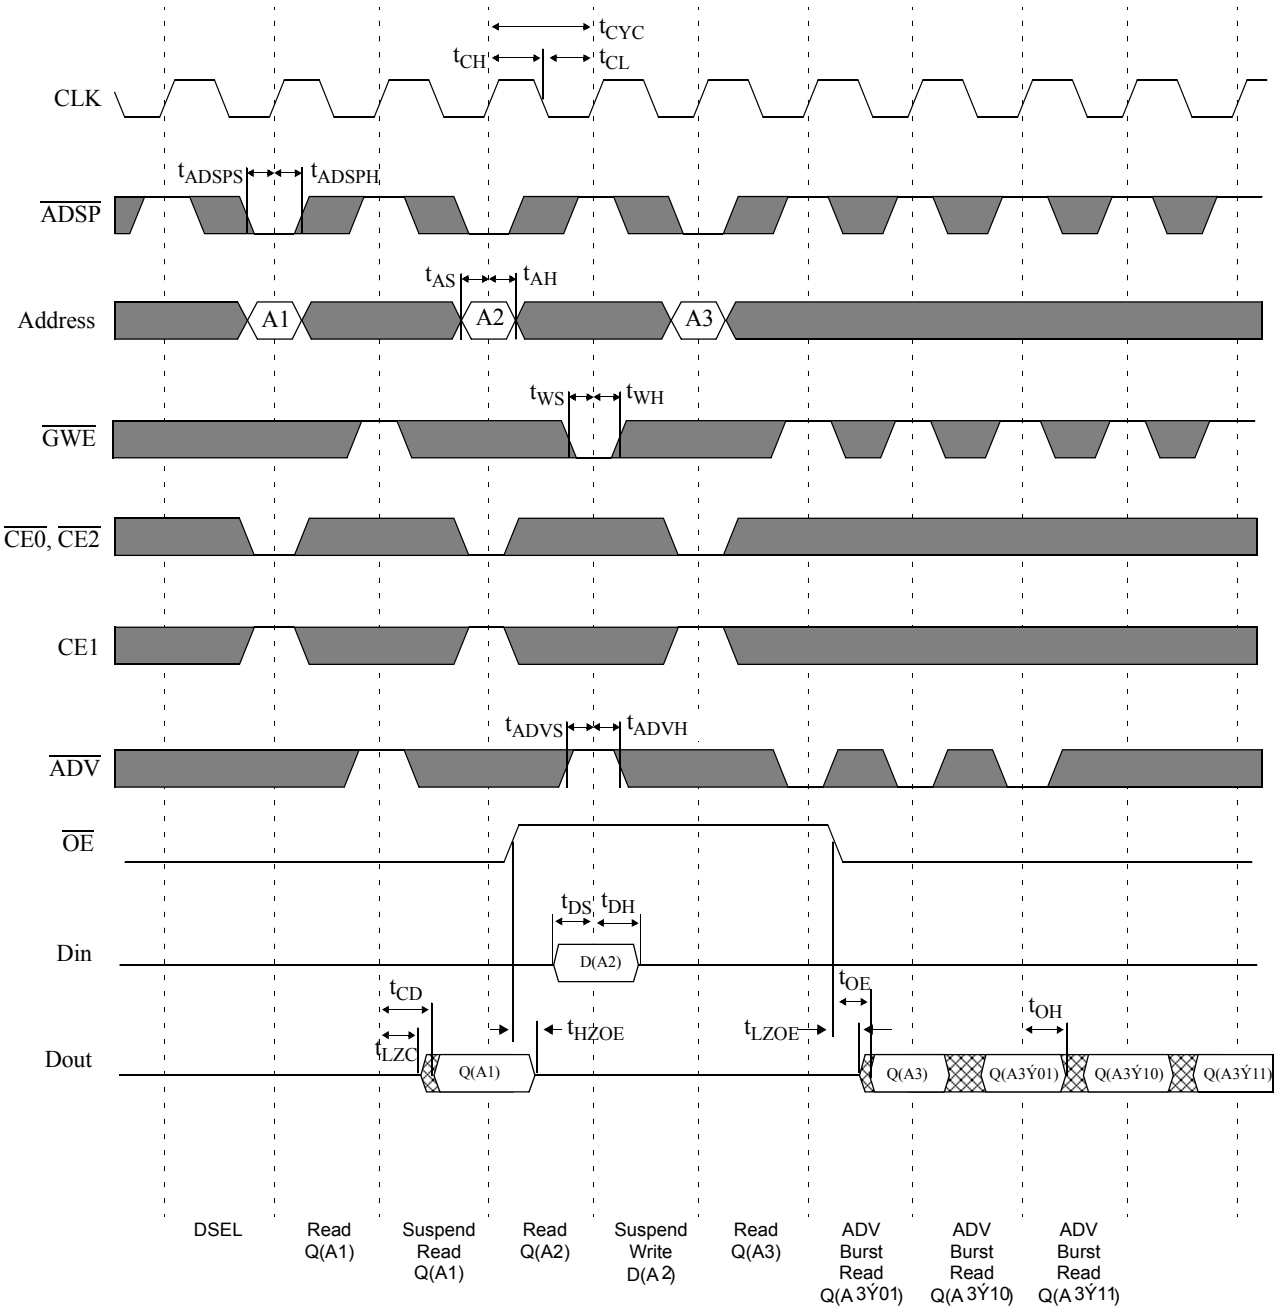 tCYC
tCH
tCL
CLK
tADSPS
tADSPH
ADSP
tAS
tAH
Address
A1
A2
A3
tWS
tWH
GWE
CE0, CE2
CE1
tADVS
tADVH
ADV
OE
tDS
tDH
Din
D(A2)
tCD
tOE
tOH
tLZC
tHZOE
tLZOE
Dout
Q(A1)
Q(A3)
Q(A3Ý01)
Q(A3Ý10)
Q(A3Ý11)
DSEL
Read
Q(A1)
Suspend
Read
Q(A1)
Read
Q(A2)
Suspend
Write
D(A2)
Read
Q(A3)
ADV
Burst
Read
Q(A3Ý01)
ADV
Burst
Read
Q(A3Ý10)
ADV
Burst
Read
Q(A3Ý11)